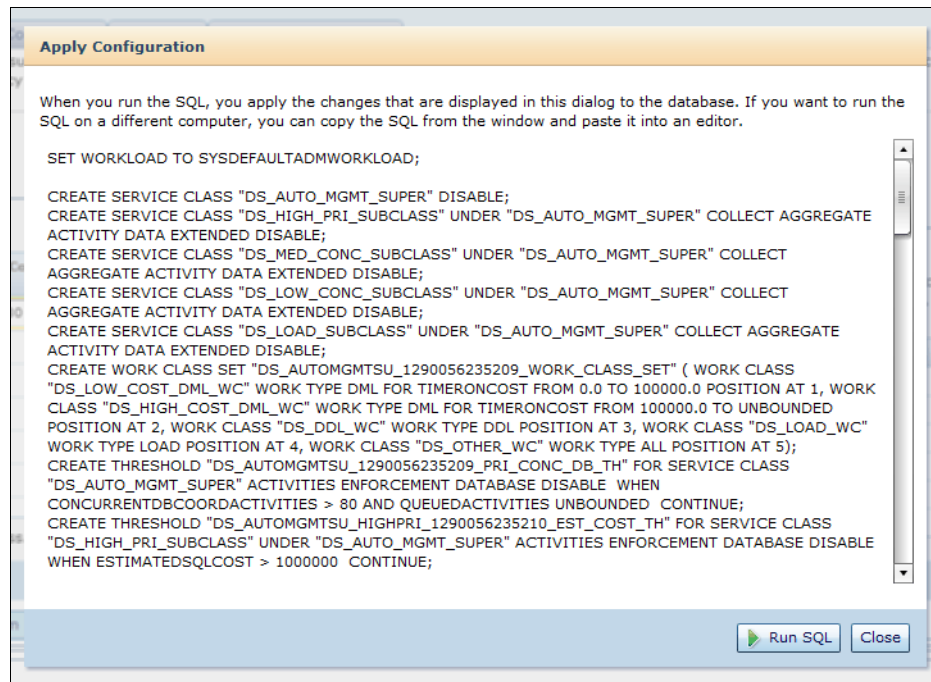 Apply Configuration
When you run the SQL, you apply the changes that are displayed in this dialog to the database. If you want to run the
SQL on a different computer, you can copy the SQL from the window and paste it into an editor.
SET WORKLOAD TO SYSDEFAULTADMWORKLOAD;
CREATE SERVICE CLASS "DS_AUTO_MGMT_SUPER" DISABLE;
CREATE SERVICE CLASS "DS_HIGH_PRI_SUBCLASS" UNDER "DS_AUTO_MGMT_SUPER" COLLECT AGGREGATE
ACTIVITY DATA EXTENDED DISABLE;
CREATE SERVICE CLASS "DS_MED_CONC_SUBCLASS" UNDER "DS_AUTO_MGMT_SUPER" COLLECT
AGGREGATE ACTIVITY DATA EXTENDED DISABLE;
CREATE SERVICE CLASS "DS_LOW_CONC_SUBCLASS" UNDER "DS_AUTO_MGMT_SUPER" COLLECT
AGGREGATE ACTIVITY DATA EXTENDED DISABLE;
CREATE SERVICE CLASS "DS_LOAD_SUBCLASS" UNDER "DS_AUTO_MGMT_SUPER" COLLECT AGGREGATE
ACTIVITY DATA EXTENDED DISABLE;
CREATE WORK CLASS SET "DS_AUTOMGMTSU_1290056235209_WORK_CLASS_SET" ( WORK CLASS
"DS_LOW_COST_DML_WC" WORK TYPE DML FOR TIMERONCOST FROM 0.0 TO 100000.0 POSITION AT 1, WORK
CLASS "DS_HIGH_COST_DML_WC" WORK TYPE DML FOR TIMERONCOST FROM 100000.0 TO UNBOUNDED
POSITION AT 2, WORK CLASS "DS_DDL_WC" WORK TYPE DDL POSITION AT 3, WORK CLASS "DS_LOAD_WC"
WORK TYPE LOAD POSITION AT 4, WORK CLASS "DS_OTHER_WC" WORK TYPE ALL POSITION AT 5);
CREATE THRESHOLD "DS_AUTOMGMTSU_1290056235209_PRI_CONC_DB_TH" FOR SERVICE CLASS
"DS_AUTO_MGMT_SUPER" ACTIVITIES ENFORCEMENT DATABASE DISABLE  WHEN
CONCURRENTDBCOORDACTIVITIES > 80 AND QUEUEDACTIVITIES UNBOUNDED  CONTINUE;
CREATE THRESHOLD "DS_AUTOMGMTSU_HIGHPRI_1290056235210_EST_COST_TH" FOR SERVICE CLASS
"DS_HIGH_PRI_SUBCLASS" UNDER "DS_AUTO_MGMT_SUPER" ACTIVITIES ENFORCEMENT DATABASE DISABLE
WHEN ESTIMATEDSQLCOST > 1000000  CONTINUE;
Run SQL
Close